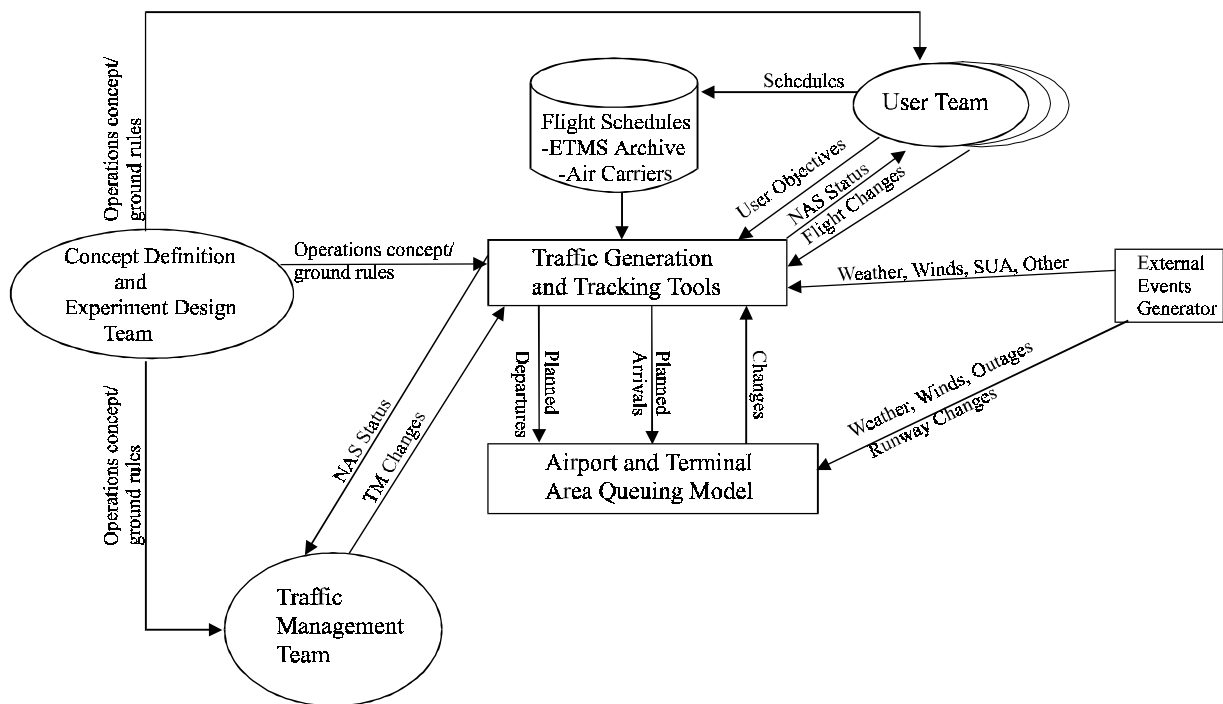 Operations concept/
ground rules
Schedules
User Team
Flight Schedules
-ETMS Archive
-Air Carriers
User Objectives
NAS Status
Flight Changes
Concept Definition
and
Experiment Design
Team
Operations concept/
ground rules
Traffic Generation
and Tracking Tools
Weather, Winds, SUA, Other
External
Events
Generator
Planned
Departures
Planned
Arrivals
Changes
Weather, Winds, Outages
Runway Changes
NAS Status
TM Changes
Operations concept/
ground rules
Airport and Terminal
Area Queuing Model
Traffic
Management
Team